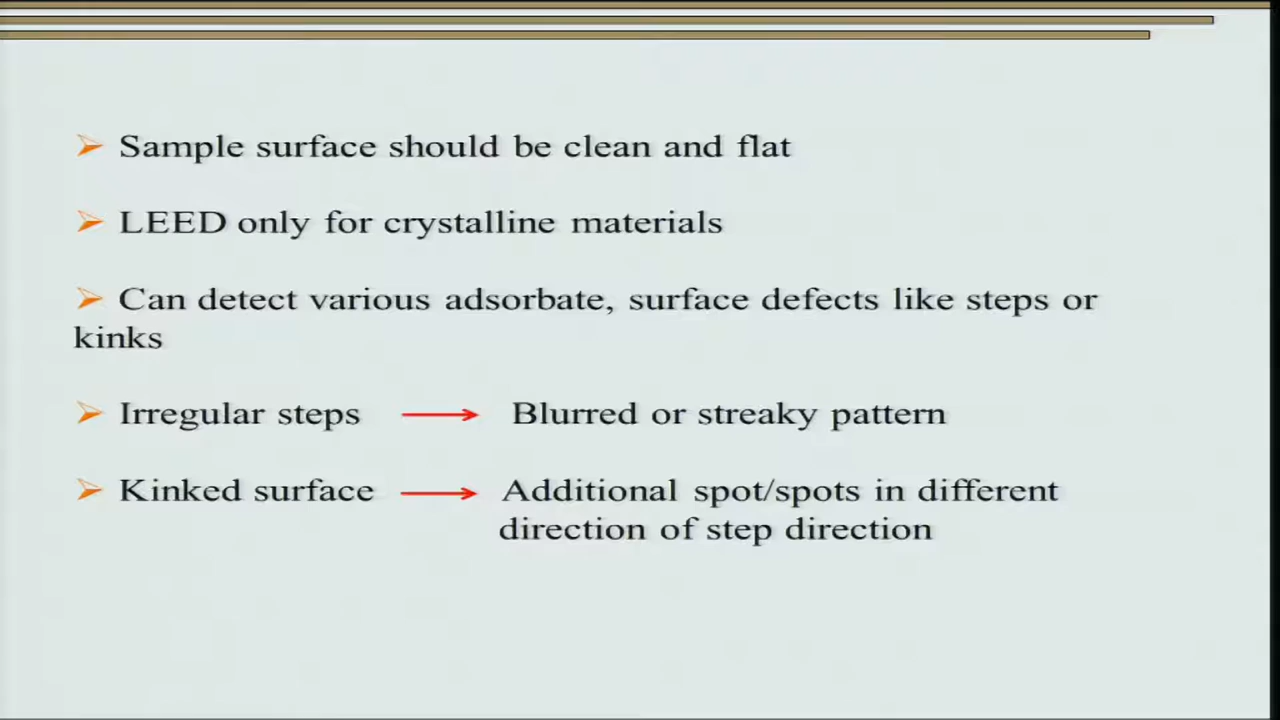 ➢ Sample surface should be clean and flat
➢ LEED only for crystalline materials
➢ Can detect various adsorbate, surface defects like steps or
kinks
➢ Irregular steps → Blurred or streaky pattern
➢ Kinked surface → Additional spot/spots in different
direction of step direction